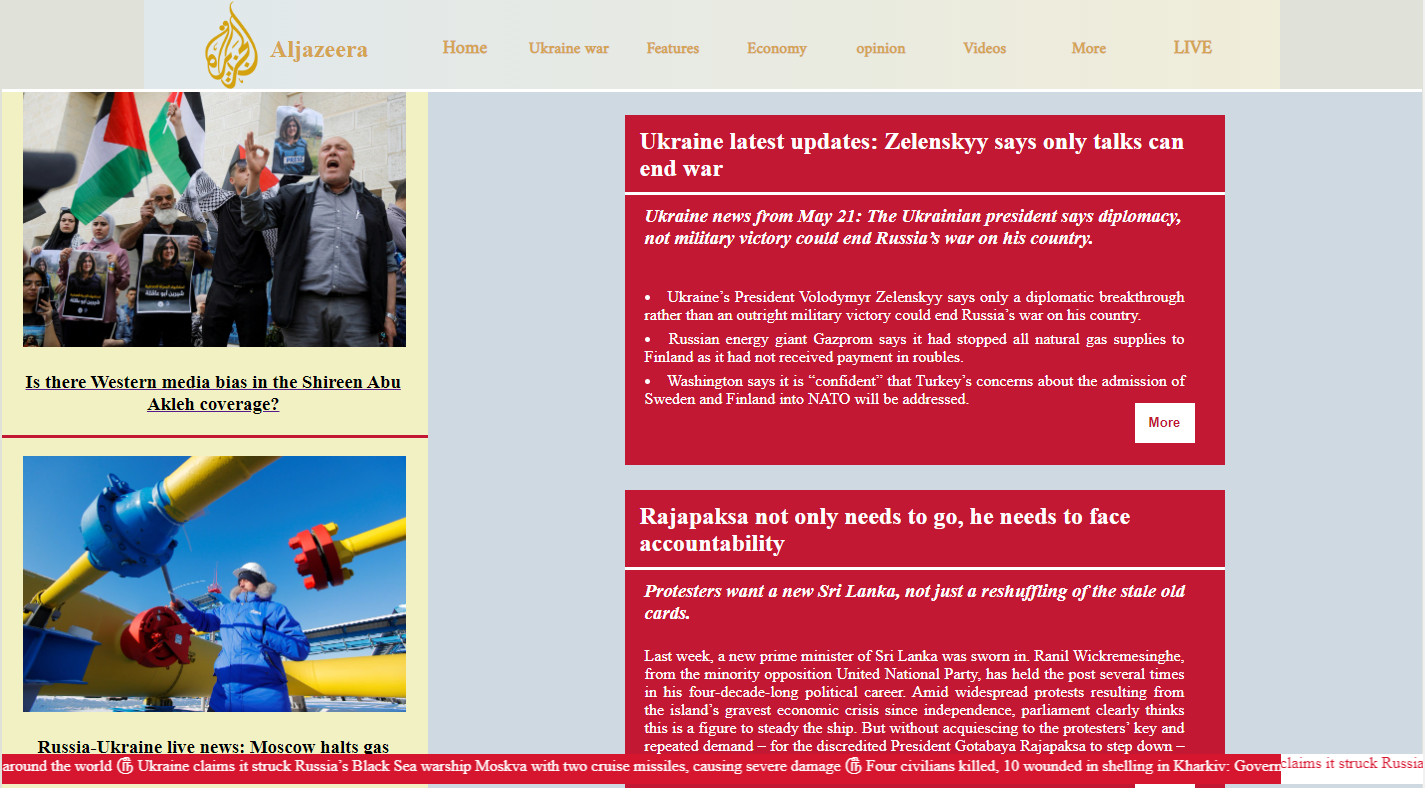 Aljazeera
Home
Ukraine war
Features
Economy
opinion
Videos
More
LIVE
PRESS
شيرين أبو عاقلة
Is there Western media bias in the Shireen Abu
Akleh coverage?
Russia-Ukraine live news: Moscow halts gas
Ukraine latest updates: Zelenskyy says only talks can
end war
Ukraine news from May 21: The Ukrainian president says diplomacy,
not military victory could end Russia’s war on his country.
• Ukraine’s President Volodymyr Zelenskyy says only a diplomatic breakthrough
rather than an outright military victory could end Russia’s war on his country.
• Russian energy giant Gazprom says it had stopped all natural gas supplies to
Finland as it had not received payment in roubles.
• Washington says it is “confident” that Turkey’s concerns about the admission of
Sweden and Finland into NATO will be addressed.
More
Rajapaksa not only needs to go, he needs to face
accountability
Protesters want a new Sri Lanka, not just a reshuffling of the stale old
cards.
Last week, a new prime minister of Sri Lanka was sworn in. Ranil Wickremesinghe,
from the minority opposition United National Party, has held the post several times
in his four-decade-long political career. Amid widespread protests resulting from
the island’s gravest economic crisis since independence, parliament clearly thinks
this is a figure to steady the ship. But without acquiescing to the protesters’ key and
repeated demand – for the discredited President Gotabaya Rajapaksa to step down –
around the world Ukraine claims it struck Russia’s Black Sea warship Moskva with two cruise missiles, causing severe damage Four civilians killed, 10 wounded in shelling in Kharkiv: Govern
claims it struck Russia